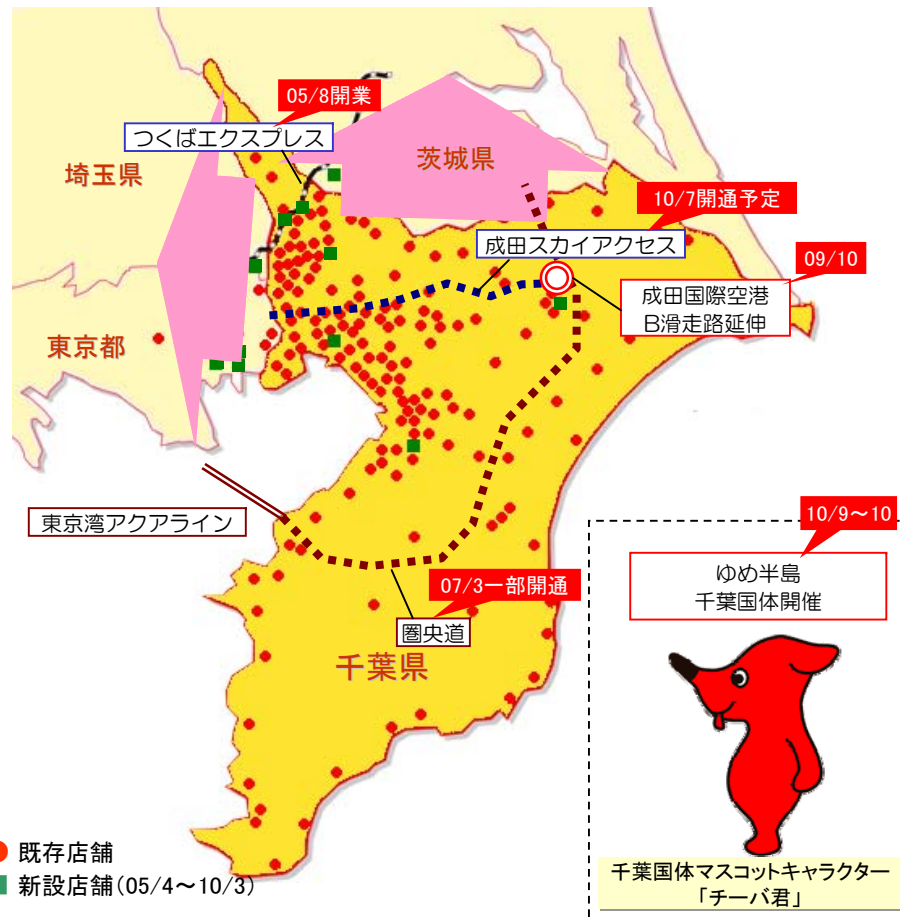 05/8開業
つくばエクスプレス
埼玉県
茨城県
10/7開通予定
成田スカイアクセス
09/10
成田国際空港
B滑走路延伸
東京都
東京湾アクアライン
10/9～10
ゆめ半島
千葉国体開催
07/3一部開通
圏央道
千葉県
既存店舗
新設店舗(05/4～10/3)
千葉国体マスコットキャラクター
「チーバ君」